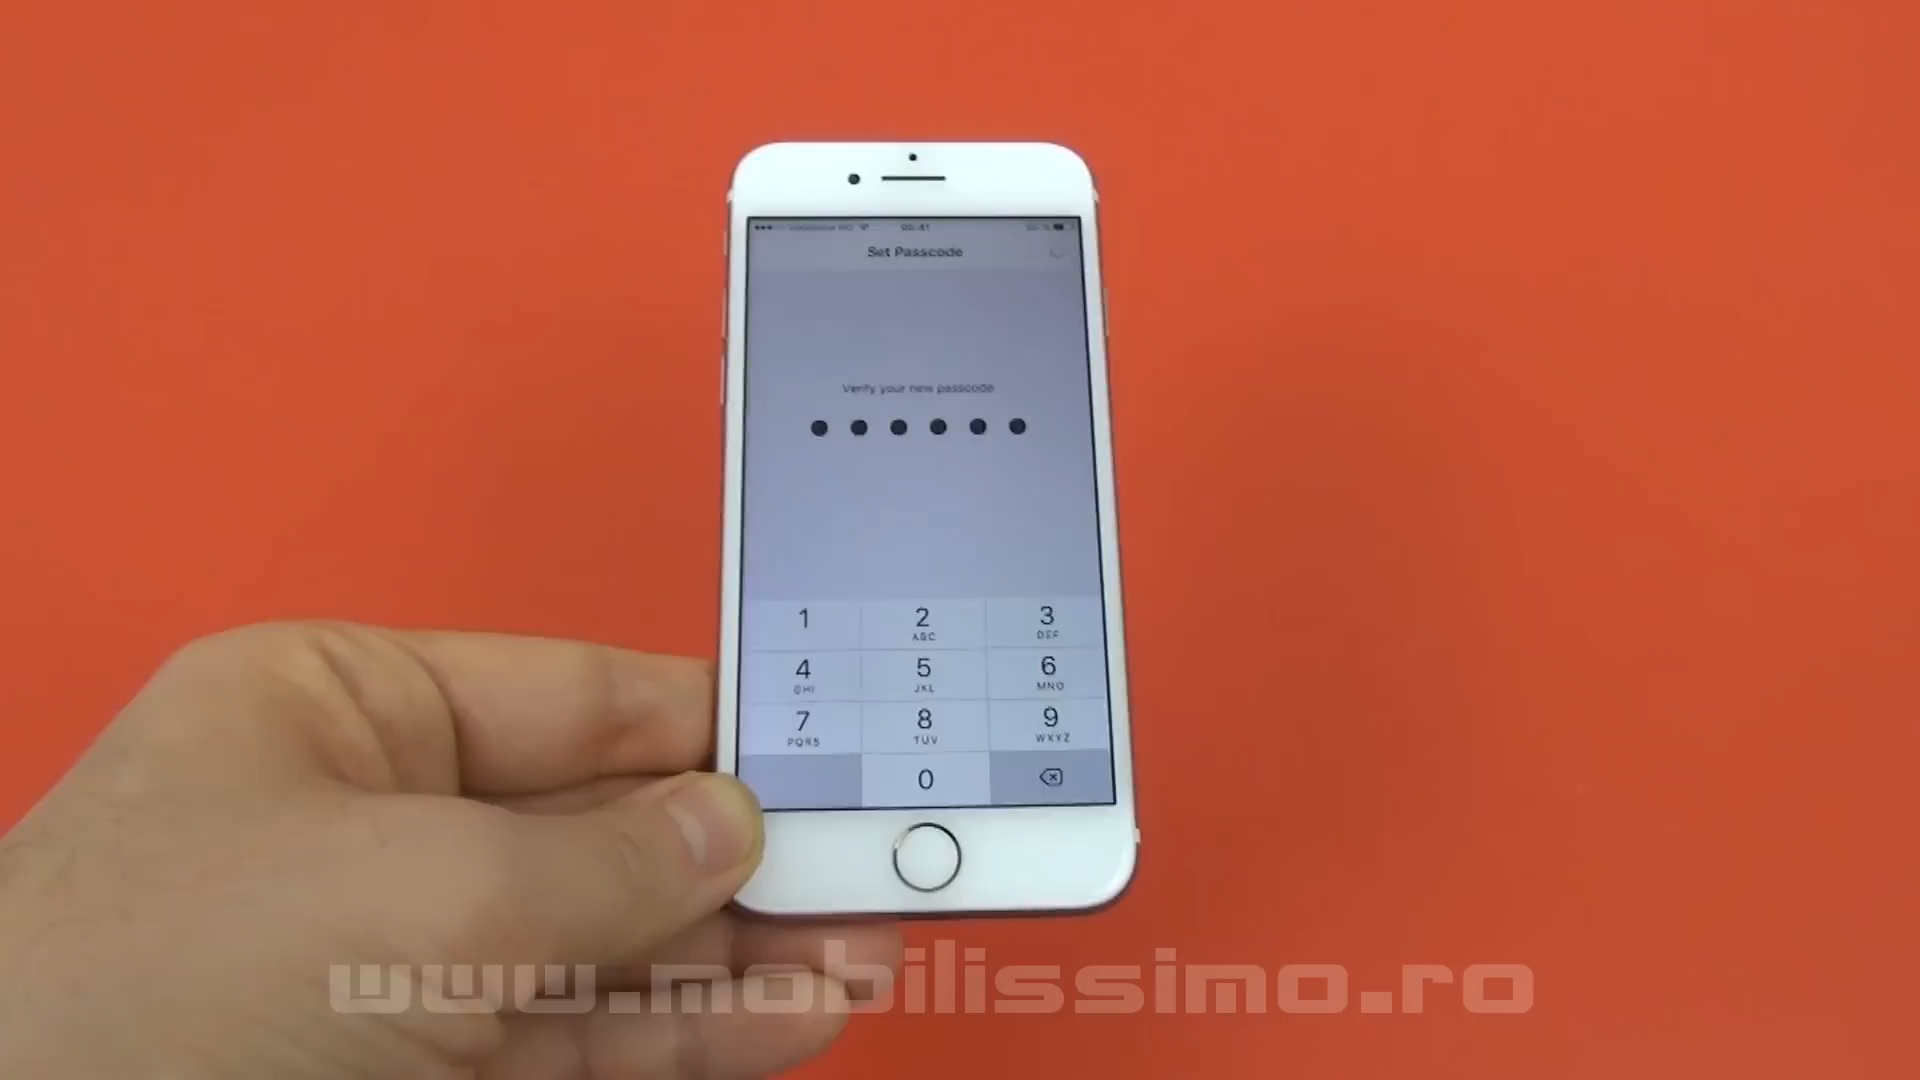 Set Passcode
Verify your new passcode
1 2 3
ABC DEF
4 5 6
GHI JKL MNO
7 8 9
PQRS TUV WXYZ
0
www.mobilissimo.ro